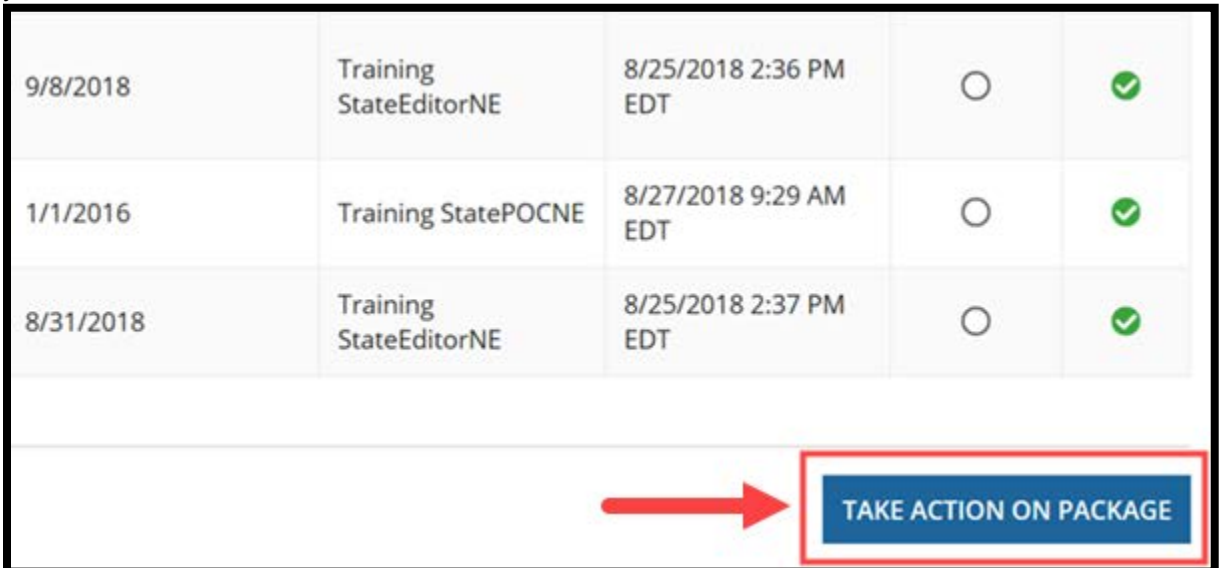 9/8/2018
Training
StateEditorNE
8/25/2018 2:36 PM
EDT
1/1/2016
Training StatePOCNE
8/27/2018 9:29 AM
EDT
8/31/2018
Training
StateEditorNE
8/25/2018 2:37 PM
EDT
TAKE ACTION ON PACKAGE